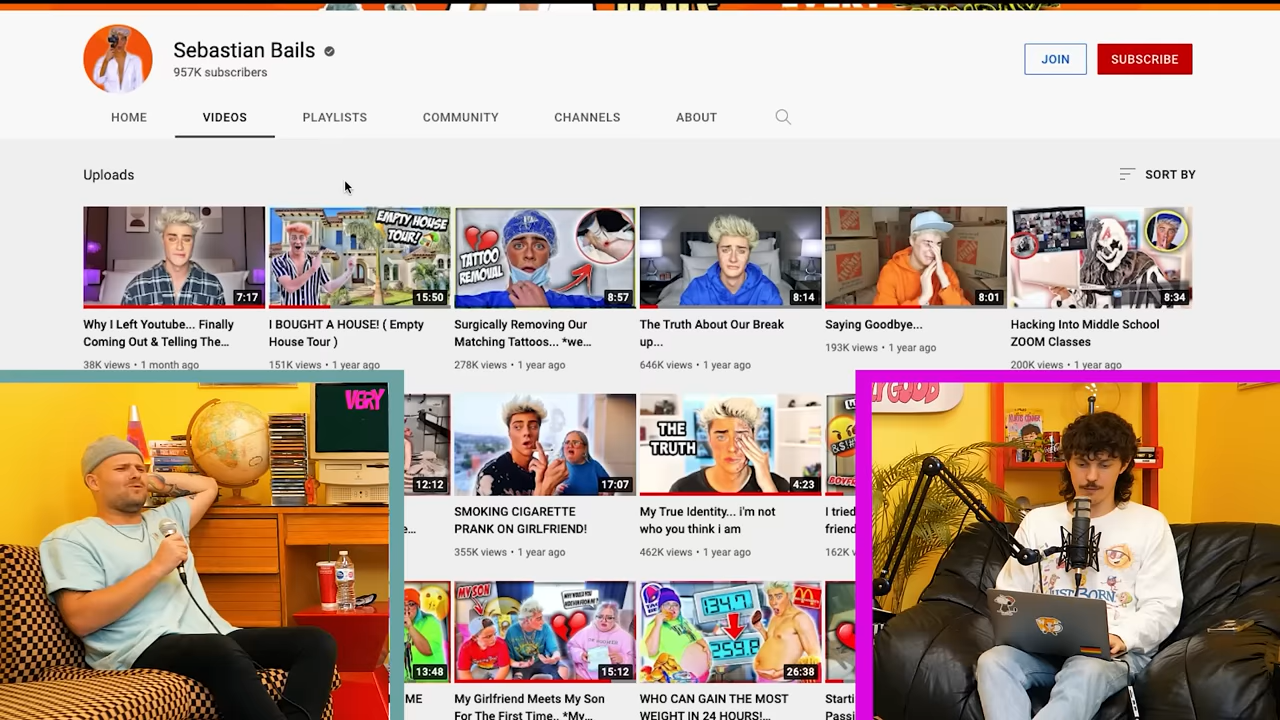 Sebastian Bails
957K subscribers
JOIN
SUBSCRIBE
HOME
VIDEOS
PLAYLISTS
COMMUNITY
CHANNELS
ABOUT
Uploads
SORT BY
7:17
EMPTY HOUSE
TOUR!
15:50
TATTOO
REMOVAL
8:57
8:14
8:01
8:34
Why I Left Youtube... Finally
Coming Out & Telling The...
38K views • 1 month ago
I BOUGHT A HOUSE! ( Empty
House Tour )
151K views • 1 year ago
Surgically Removing Our
Matching Tattoos... *we...
278K views • 1 year ago
The Truth About Our Break
up...
646K views • 1 year ago
Saying Goodbye...
193K views • 1 year ago
Hacking Into Middle School
ZOOM Classes
200K views • 1 year ago
VERY
12:12
17:07
THE
TRUTH
4:23
SMOKING CIGARETTE
PRANK ON GIRLFRIEND!
355K views • 1 year ago
My True Identity... i'm not
who you think i am
462K views • 1 year ago
I tried
162K v
13:48
MY SON
15:12
134.7
259.8
26:38
ME
My Girlfriend Meets My Son
For The First Time.. *My...
WHO CAN GAIN THE MOST
WEIGHT IN 24 HOURS!...
Starti
JUST BORN